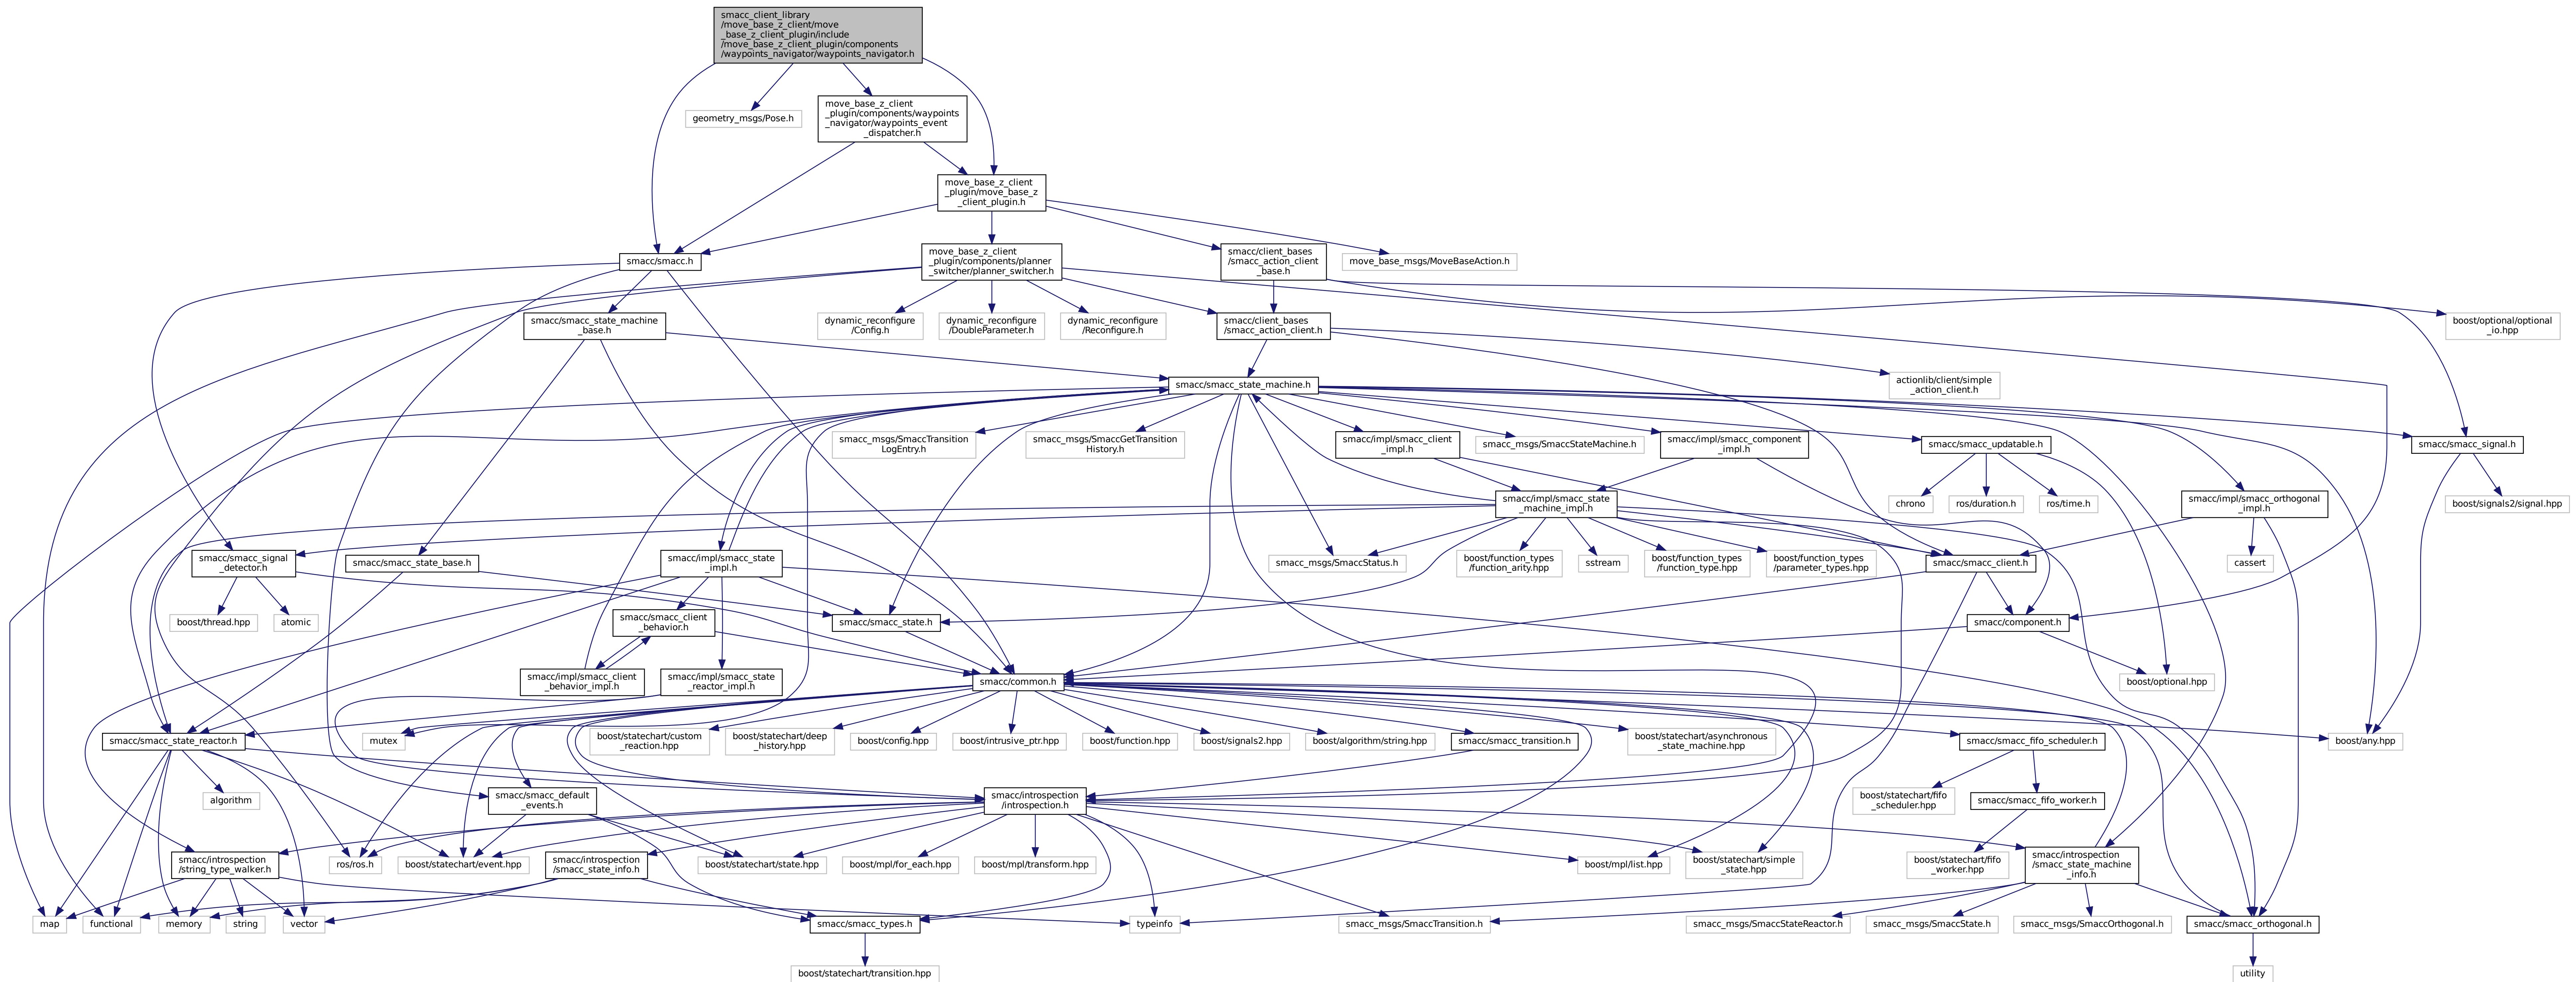 smacc_client_library
/move_base_z_client/move
_base_z_client_plugin/include
/move_base_z_client_plugin/components
/waypoints_navigator/waypoints_navigator.h
geometry_msgs/Pose.h
move_base_z_client
_plugin/components/waypoints
_navigator/waypoints_event
_dispatcher.h
move_base_z_client
_plugin/move_base_z
_client_plugin.h
smacc/smacc.h
move_base_z_client
_plugin/components/planner
_switcher/planner_switcher.h
smacc/client_bases
/smacc_action_client
_base.h
move_base_msgs/MoveBaseAction.h
smacc/smacc_state_machine
_base.h
dynamic_reconfigure
/Config.h
dynamic_reconfigure
/DoubleParameter.h
dynamic_reconfigure
/Reconfigure.h
smacc/client_bases
/smacc_action_client.h
boost/optional/optional
_io.hpp
smacc/smacc_state_machine.h
actionlib/client/simple
_action_client.h
smacc_msgs/SmaccTransition
LogEntry.h
smacc_msgs/SmaccGetTransition
History.h
smacc/impl/smacc_client
_impl.h
smacc_msgs/SmaccStateMachine.h
smacc/impl/smacc_component
_impl.h
smacc/smacc_updatable.h
smacc/smacc_signal.h
smacc/impl/smacc_state
_machine_impl.h
chrono
ros/duration.h
ros/time.h
smacc/impl/smacc_orthogonal
_impl.h
boost/signals2/signal.hpp
smacc/smacc_signal
_detector.h
smacc/smacc_state_base.h
smacc/impl/smacc_state
_impl.h
smacc_msgs/SmaccStatus.h
boost/function_types
/function_arity.hpp
sstream
boost/function_types
/function_type.hpp
boost/function_types
/parameter_types.hpp
smacc/smacc_client.h
cassert
boost/thread.hpp
atomic
smacc/smacc_client
_behavior.h
smacc/smacc_state.h
smacc/component.h
smacc/impl/smacc_client
_behavior_impl.h
smacc/impl/smacc_state
_reactor_impl.h
smacc/common.h
boost/optional.hpp
smacc/smacc_state_reactor.h
mutex
boost/statechart/custom
_reaction.hpp
boost/statechart/deep
_history.hpp
boost/config.hpp
boost/intrusive_ptr.hpp
boost/function.hpp
boost/signals2.hpp
boost/algorithm/string.hpp
smacc/smacc_transition.h
boost/statechart/asynchronous
_state_machine.hpp
smacc/smacc_fifo_scheduler.h
boost/any.hpp
algorithm
smacc/smacc_default
_events.h
smacc/introspection
/introspection.h
boost/statechart/fifo
_scheduler.hpp
smacc/smacc_fifo_worker.h
smacc/introspection
/string_type_walker.h
ros/ros.h
boost/statechart/event.hpp
smacc/introspection
/smacc_state_info.h
boost/statechart/state.hpp
boost/mpl/for_each.hpp
boost/mpl/transform.hpp
boost/mpl/list.hpp
boost/statechart/simple
_state.hpp
boost/statechart/fifo
_worker.hpp
smacc/introspection
/smacc_state_machine
_info.h
map
functional
memory
string
vector
smacc/smacc_types.h
typeinfo
smacc_msgs/SmaccTransition.h
smacc_msgs/SmaccStateReactor.h
smacc_msgs/SmaccState.h
smacc_msgs/SmaccOrthogonal.h
smacc/smacc_orthogonal.h
boost/statechart/transition.hpp
utility